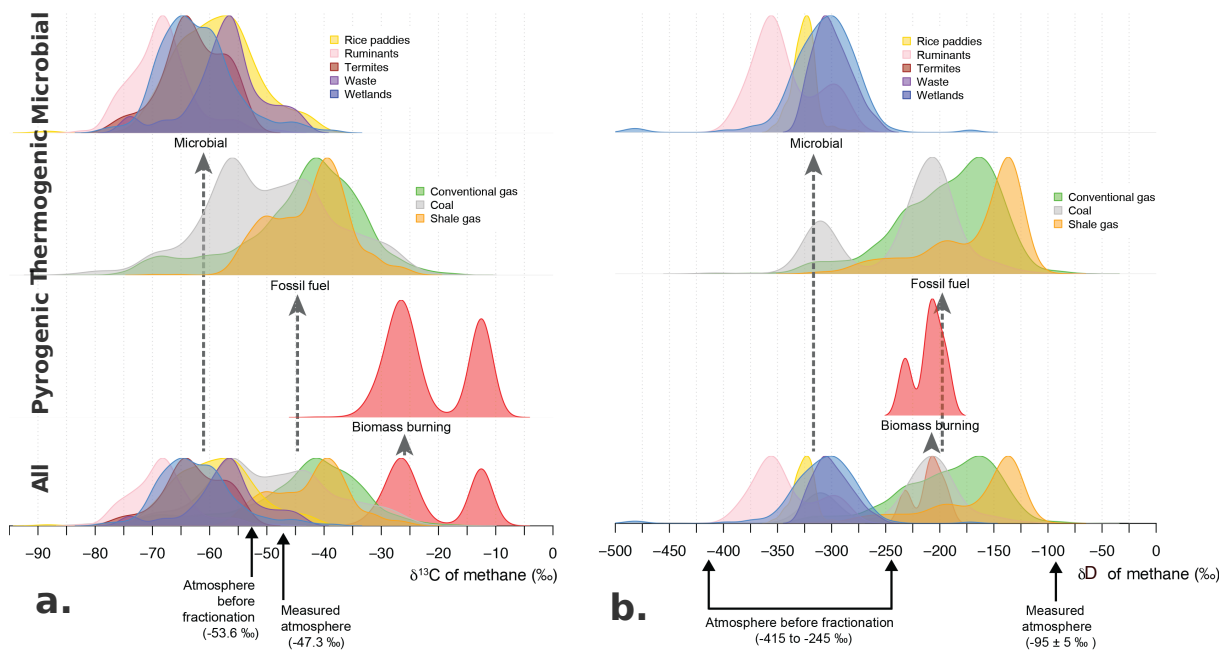 Microbial
Rice paddies
Ruminants
Termites
Waste
Wetlands
Microbial
Thermogenic
Conventional gas
Coal
Shale gas
Fossil fuel
Pyrogenic
Biomass burning
All
−90 −80 −70 −60 −50 −40 −30 −20 −10 0
δ¹³C of methane (‰)
Atmosphere
before
fractionation
(-53.6 ‰)
Measured
atmosphere
(-47.3 ‰)
a.
Rice paddies
Ruminants
Termites
Waste
Wetlands
Microbial
Conventional gas
Coal
Shale gas
Fossil fuel
Biomass burning
-500 -450 -400 -350 -300 -250 -200 -150 -100 -50 0
δD of methane (‰)
Atmosphere before fractionation
(-415 to -245 ‰)
Measured
atmosphere
(-95 ± 5 ‰ )
b.